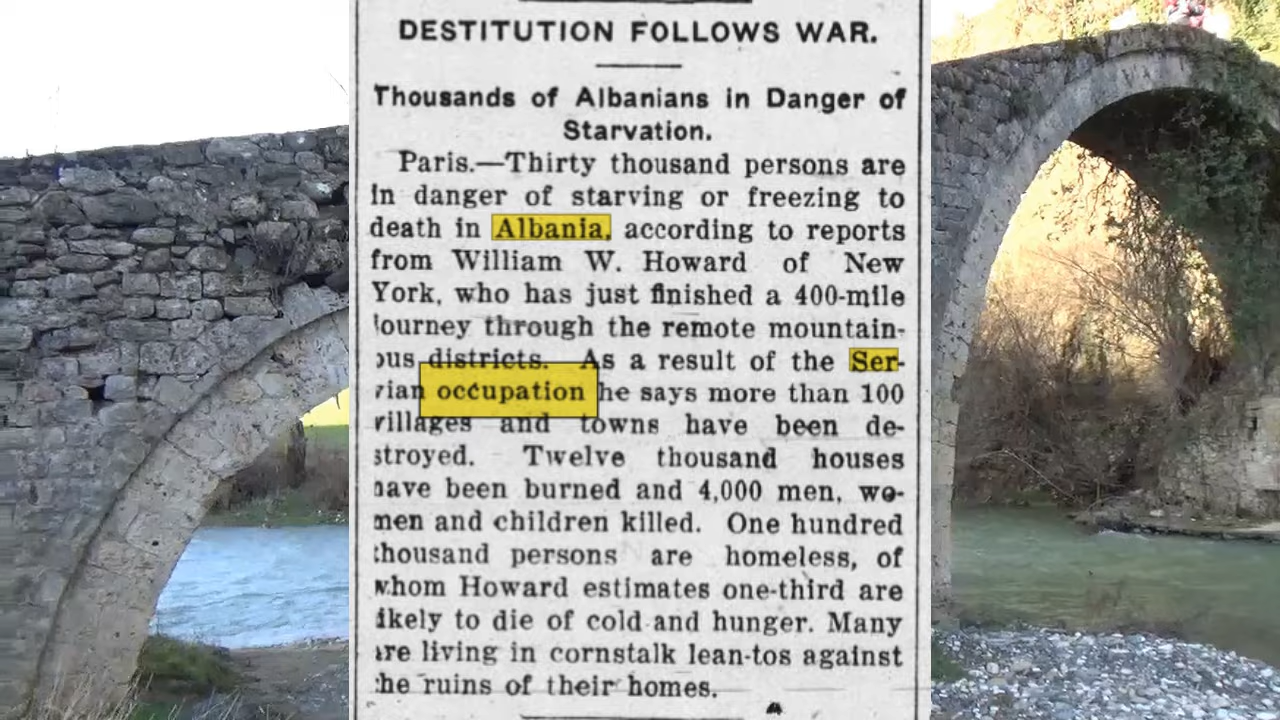 DESTITUTION FOLLOWS WAR.
Thousands of Albanians in Danger of
Starvation.
Paris.—Thirty thousand persons are
in danger of starving or freezing to
death in Albania, according to reports
from William W. Howard of New
York, who has just finished a 400-mile
journey through the remote mountain-
ous districts. As a result of the Ser-
vian occupation he says more than 100
villages and towns have been de-
stroyed. Twelve thousand houses
have been burned and 4,000 men, wo-
men and children killed. One hundred
thousand persons are homeless, of
whom Howard estimates one-third are
likely to die of cold and hunger. Many
are living in cornstalk lean-tos against
the ruins of their homes.